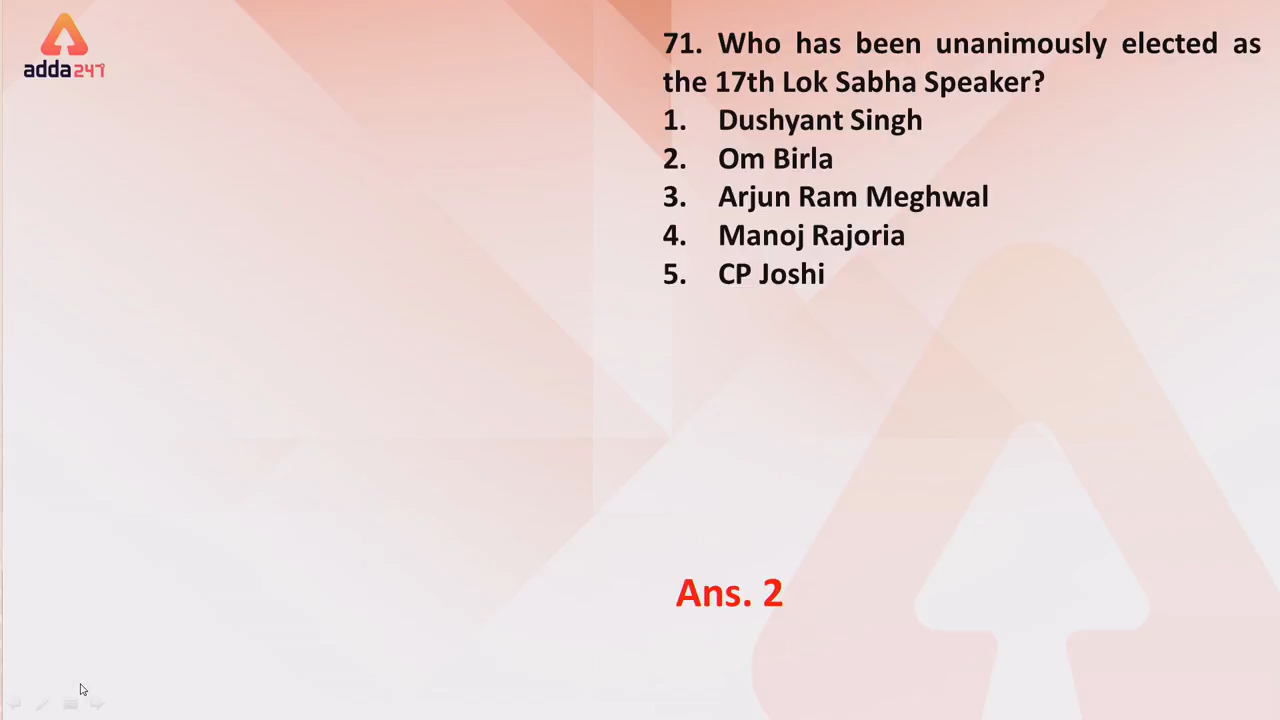 adda247
71. Who has been unanimously elected as
the 17th Lok Sabha Speaker?
1. Dushyant Singh
2. Om Birla
3. Arjun Ram Meghwal
4. Manoj Rajoria
5. CP Joshi
Ans. 2